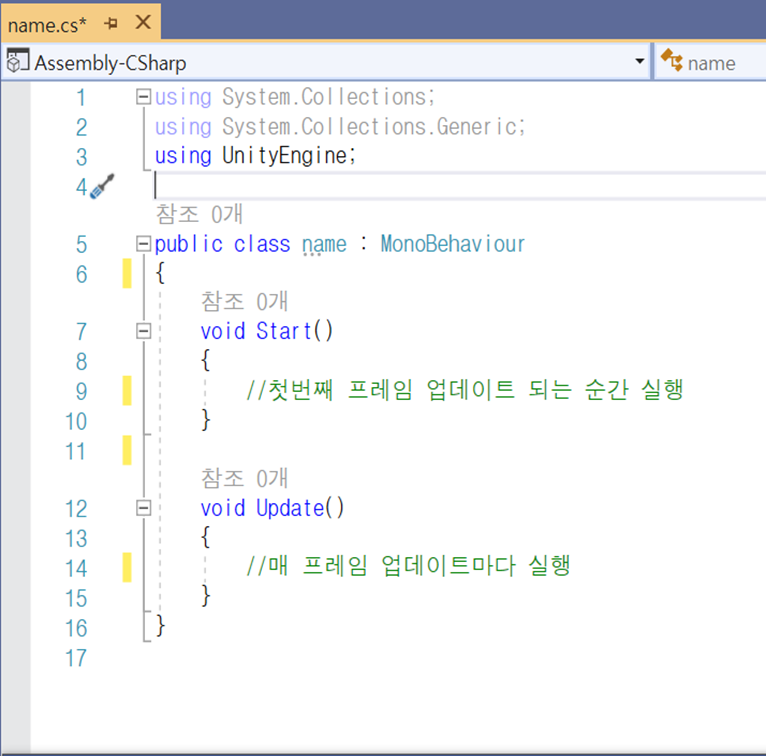 name.cs*
Assembly-CSharp
name
1 using System.Collections;
2 using System.Collections.Generic;
3 using UnityEngine;
4
참조 0개
5 public class name : MonoBehaviour
6 {
참조 0개
7 void Start()
8 {
9 //첫번째 프레임 업데이트 되는 순간 실행
10 }
11
참조 0개
12 void Update()
13 {
14 //매 프레임 업데이트마다 실행
15 }
16 }
17